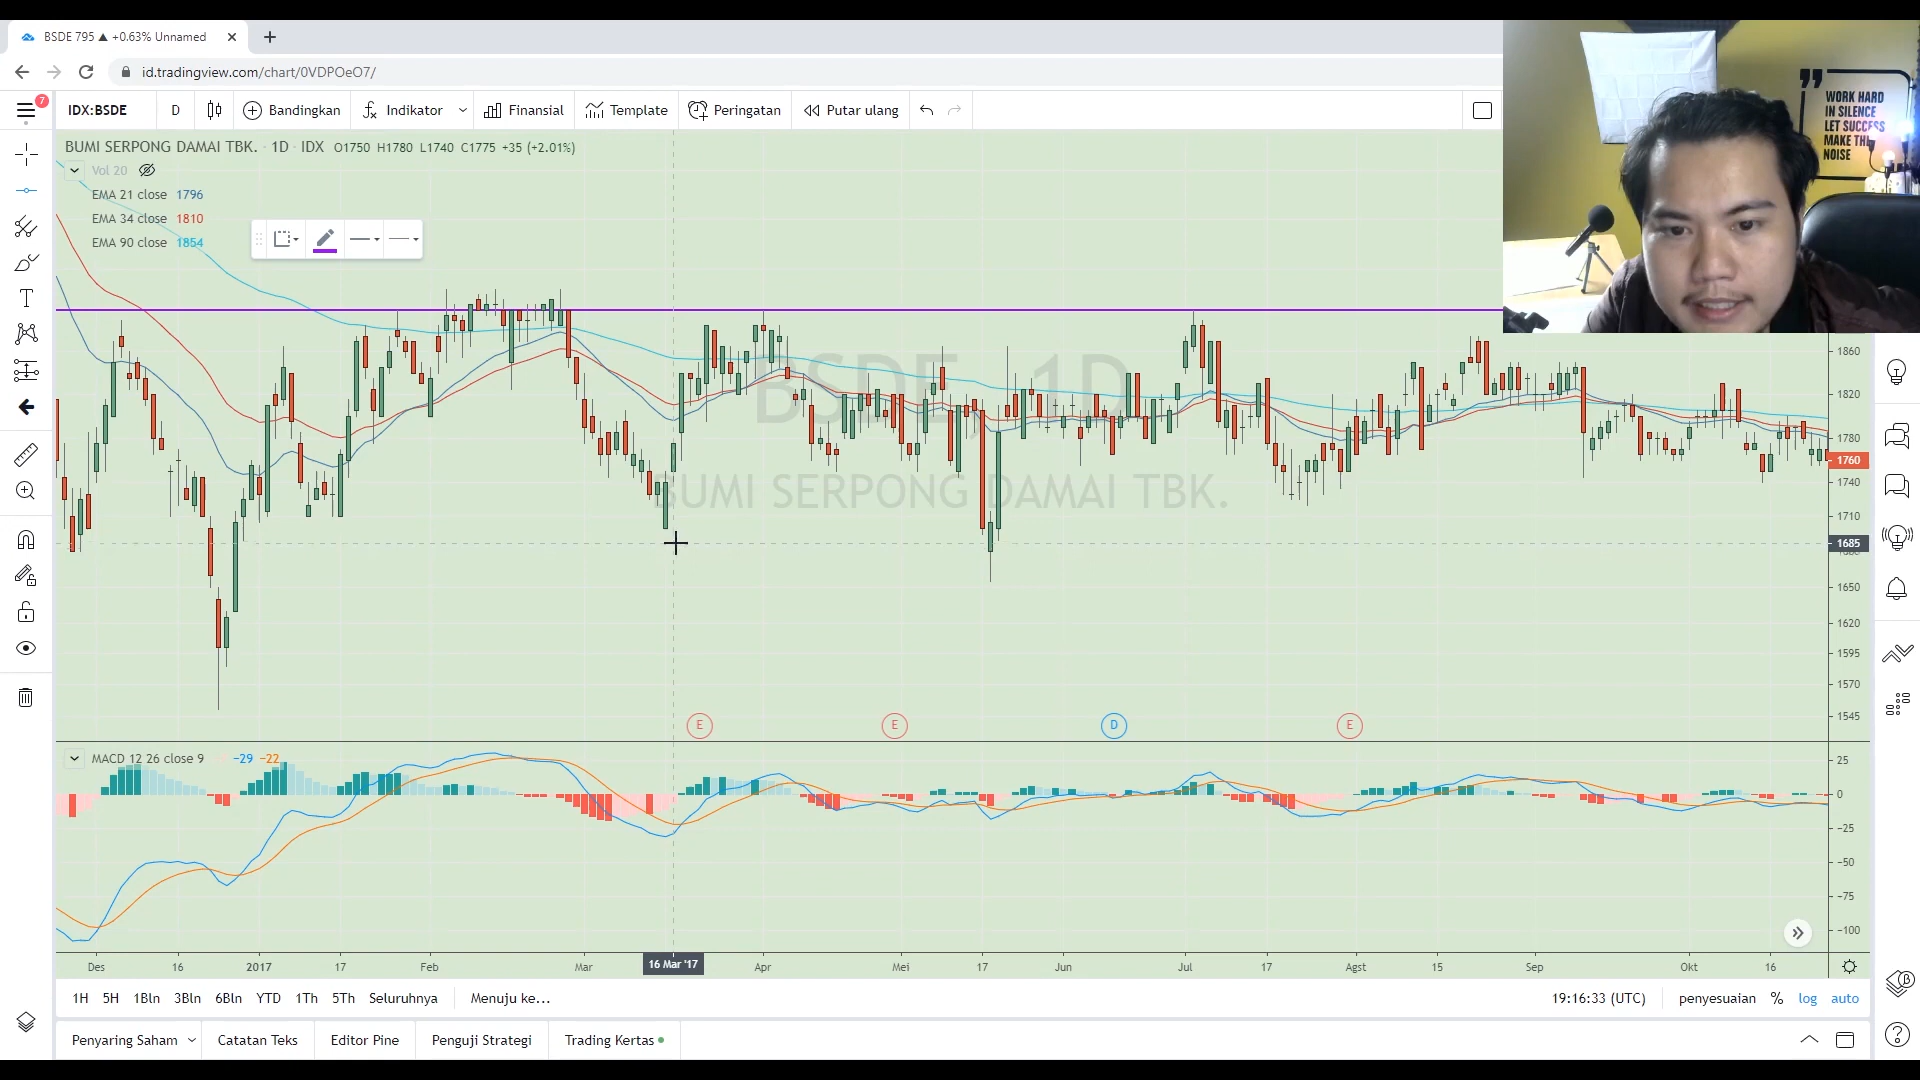 BSDE 795 ▲ +0.63% Unnamed
id.tradingview.com/chart/0VDPOeO7/
7
IDX:BSDE D Bandingkan Indikator Finansial Template Peringatan Putar ulang
BUMI SERPONG DAMAI TBK. · 1D · IDX O1750 H1780 L1740 C1775 +35 (+2.01%)
Vol 20
EMA 21 close 1796
EMA 34 close 1810
EMA 90 close 1854
WORK HARD
IN SILENCE
LET SUCCESS
MAKE THE
NOISE
BSDE, 1D
BUMI SERPONG DAMAI TBK.
1860
1820
1780
1760
1740
1710
1685
1650
1620
1595
1570
1545
E E D E
MACD 12 26 close 9 −29 −22
25
0
−25
−50
−75
−100
Des 16 2017 17 Feb Mar 16 Mar '17 Apr Mei 17 Jun Jul 17 Agst 15 Sep Okt 16
1H 5H 1Bln 3Bln 6Bln YTD 1Th 5Th Seluruhnya Menuju ke... 19:16:33 (UTC) penyesuaian % log auto
Penyaring Saham Catatan Teks Editor Pine Penguji Strategi Trading Kertas